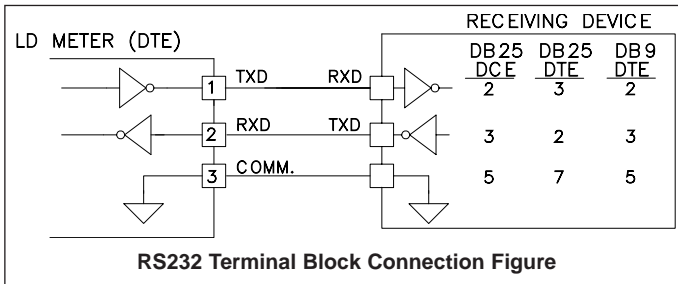 RECEIVING DEVICE
LD METER (DTE)
DB25 DB25 DB9
DCE DTE DTE
1 TXD RXD 2 3 2
2 RXD TXD 3 2 3
3 COMM. 5 7 5
RS232 Terminal Block Connection Figure